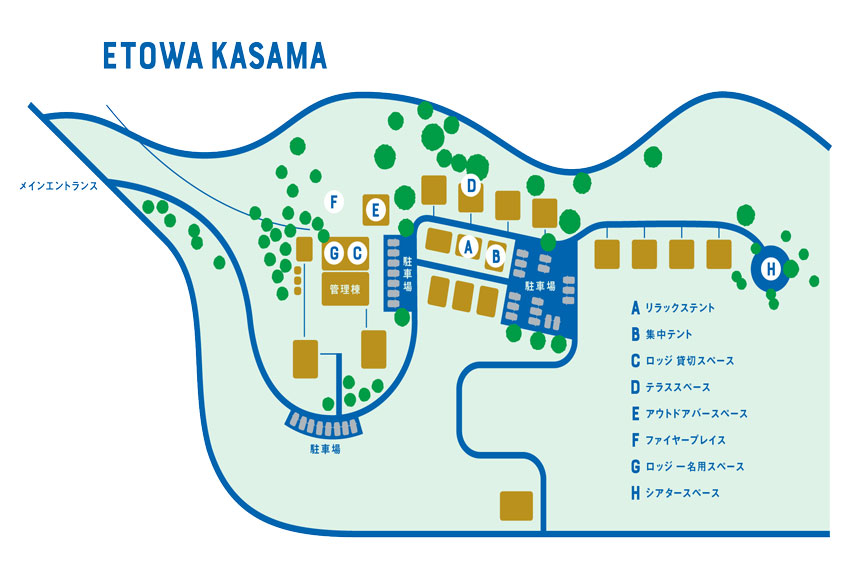 ETOWA KASAMA
メインエントランス
D
F
E
A
B
G C
駐車場
管理棟
駐車場
H
駐車場
A リラックステント
B 集中テント
C ロッジ 貸切スペース
D テラススペース
E アウトドアバースペース
F ファイヤープレイス
G ロッジ 一名用スペース
H シアタースペース